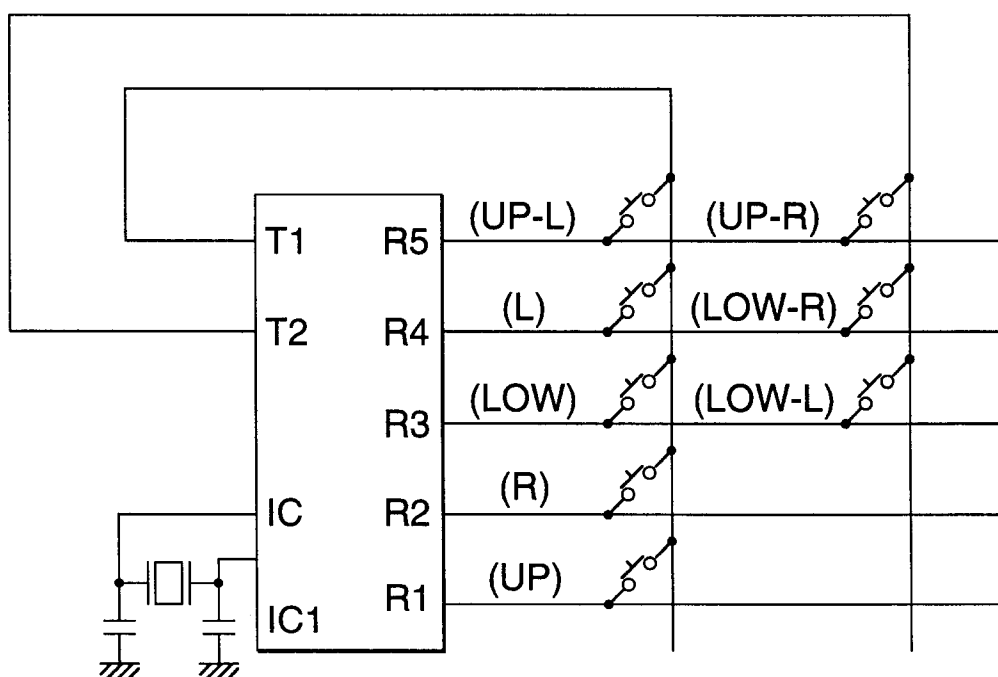 (UP-L) (UP-R)
T1 R5
(L) (LOW-R)
T2 R4
(LOW) (LOW-L)
R3
(R)
IC R2
(UP)
R1
IC1